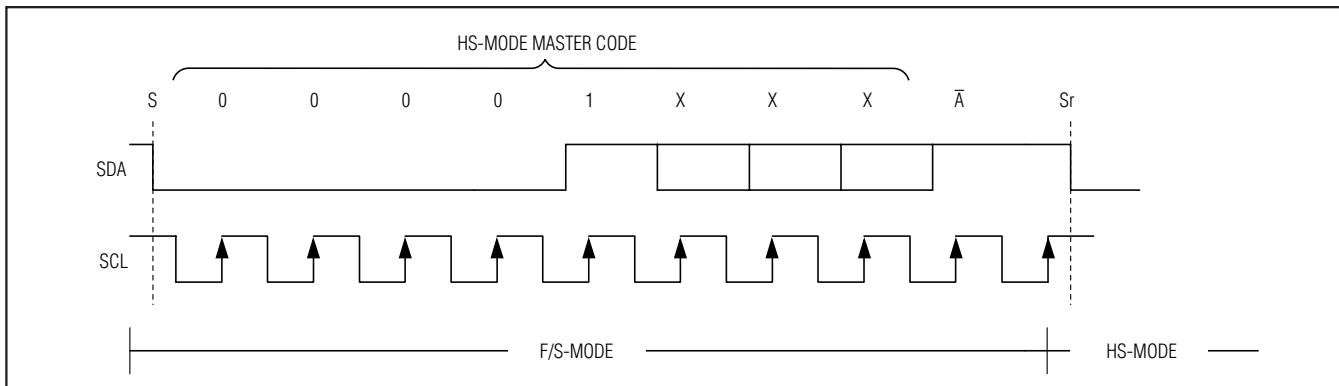 HS-MODE MASTER CODE
S 0 0 0 0 1 X X X A̅ Sr
SDA
SCL
F/S-MODE HS-MODE